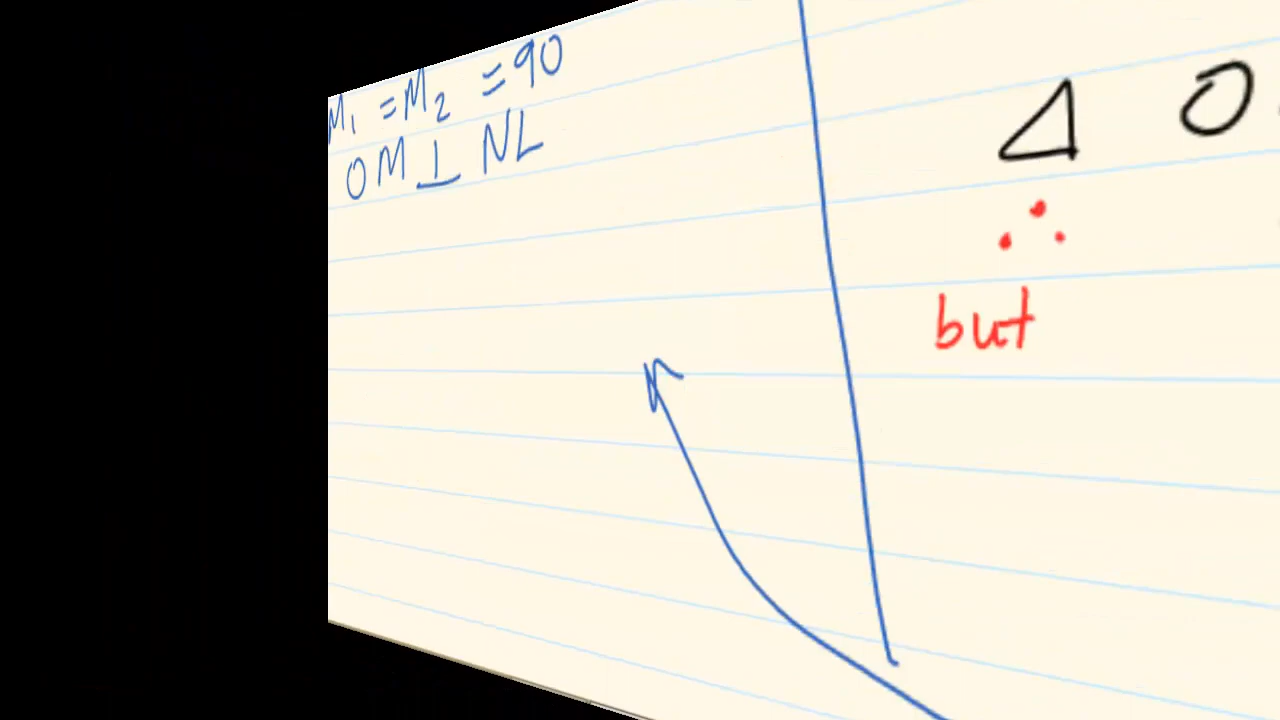 M₁ = M₂ = 90
OM ⊥ NL
Δ O
∴
but